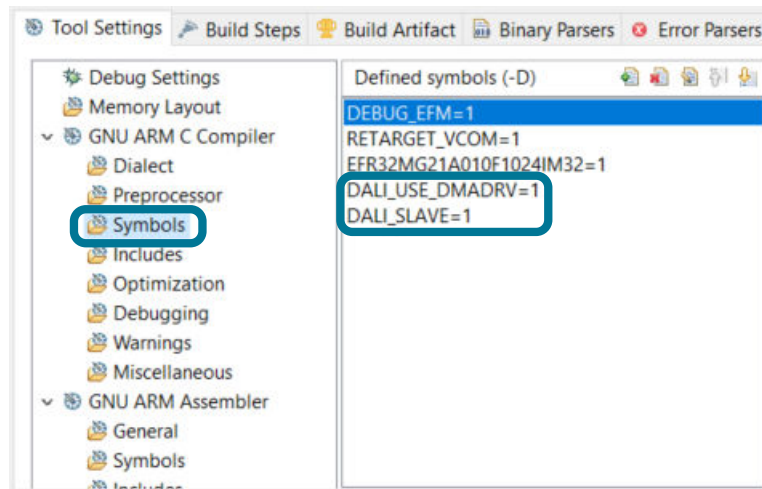 Tool Settings Build Steps Build Artifact Binary Parsers Error Parsers
Debug Settings
Memory Layout
GNU ARM C Compiler
Dialect
Preprocessor
Symbols
Includes
Optimization
Debugging
Warnings
Miscellaneous
GNU ARM Assembler
General
Symbols
Includes
Defined symbols (-D)
DEBUG_EFM=1
RETARGET_VCOM=1
EFR32MG21A010F1024IM32=1
DALI_USE_DMADRV=1
DALI_SLAVE=1